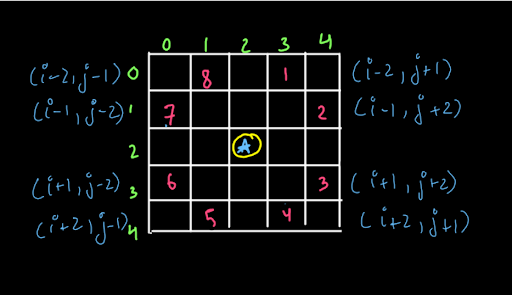 0 1 2 3 4
(i-2, j-1) 0 8 1 (i-2, j+1)
(i-1, j-2) 1 7 2 (i-1, j+2)
2 A
(i+1, j-2) 3 6 3 (i+1, j+2)
(i+2, j-1) 4 5 4 (i+2, j+1)